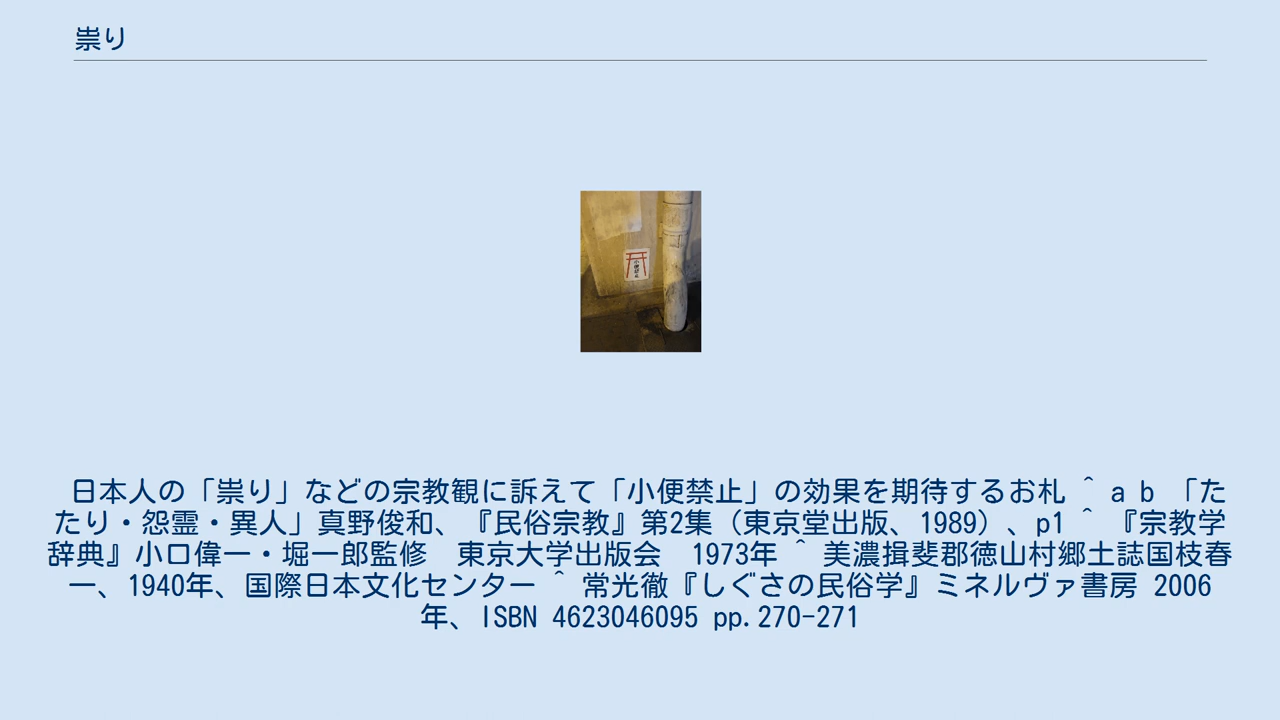 祟り
小便禁止
日本人の「祟り」などの宗教観に訴えて「小便禁止」の効果を期待するお札 ^ a b 「た
たり・怨霊・異人」真野俊和、『民俗宗教』第2集（東京堂出版、1989）、p1 ^ 『宗教学
辞典』小口偉一・堀一郎監修　東京大学出版会　1973年 ^ 美濃揖斐郡徳山村郷土誌国枝春
一、1940年、国際日本文化センター ^ 常光徹『しぐさの民俗学』ミネルヴァ書房 2006
年、ISBN 4623046095 pp.270-271